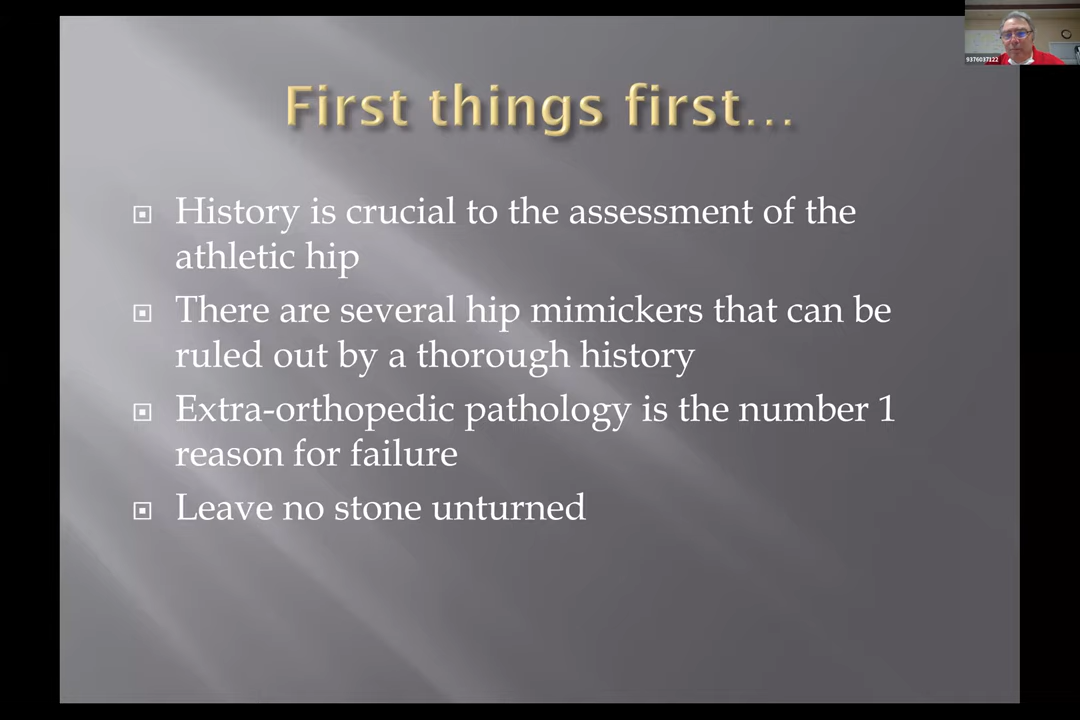 First things first...
History is crucial to the assessment of the
athletic hip
There are several hip mimickers that can be
ruled out by a thorough history
Extra-orthopedic pathology is the number 1
reason for failure
Leave no stone unturned
9376037122